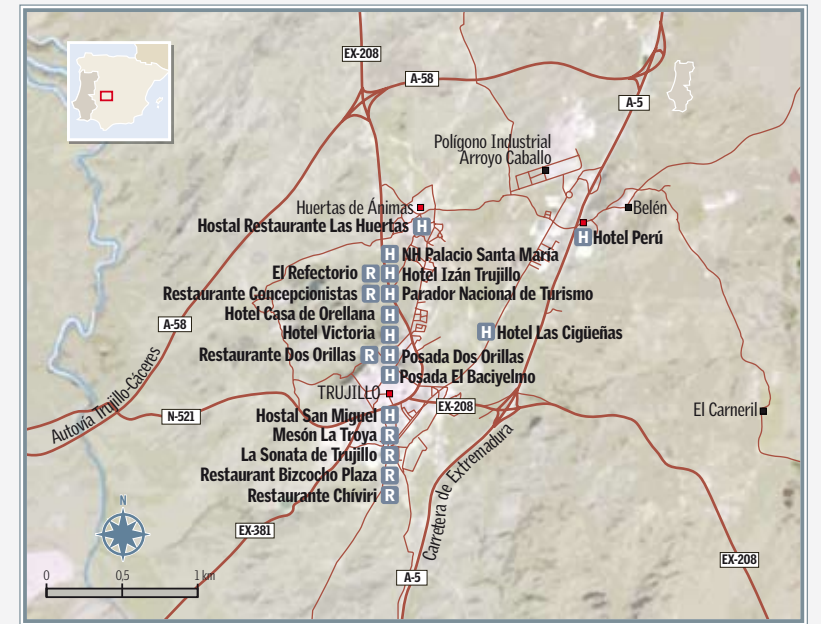 EX-208
A-58
A-5
Polígono Industrial
Arroyo Caballo
Huertas de Ánimas
Belén
Hostal Restaurante Las Huertas H
H Hotel Perú
H NH Palacio Santa María
El Refectorio R H Hotel Izán Trujillo
Restaurante Concepcionistas R H Parador Nacional de Turismo
Hotel Casa de Orellana H
A-58
Hotel Victoria H
H Hotel Las Cigüeñas
Restaurante Dos Orillas R H Posada Dos Orillas
H Posada El Baciyelmo
Autovía Trujillo-Cáceres
TRUJILLO
EX-208
El Carneril
N-521
Hostal San Miguel H
Mesón La Troya R
La Sonata de Trujillo R
Restaurant Bizcocho Plaza R
Restaurante Chíviri R
Carretera de Extremadura
N
EX-381
EX-208
A-5
0 0,5 1 km